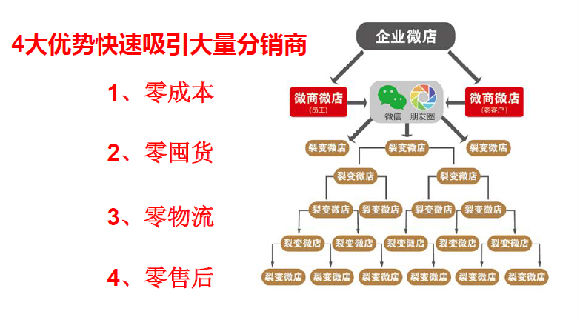 4大优势快速吸引大量分销商
1、零成本
2、零囤货
3、零物流
4、零售后
企业微店
微商微店
(员工)
微信 朋友圈
微商微店
(老客户)
裂变微店 裂变微店 裂变微店
裂变微店 裂变微店
裂变微店 裂变微店 裂变微店 裂变微店
裂变微店 裂变微店 裂变微店 裂变微店 裂变微店
裂变微店 裂变微店 裂变微店 裂变微店 裂变微店 裂变微店